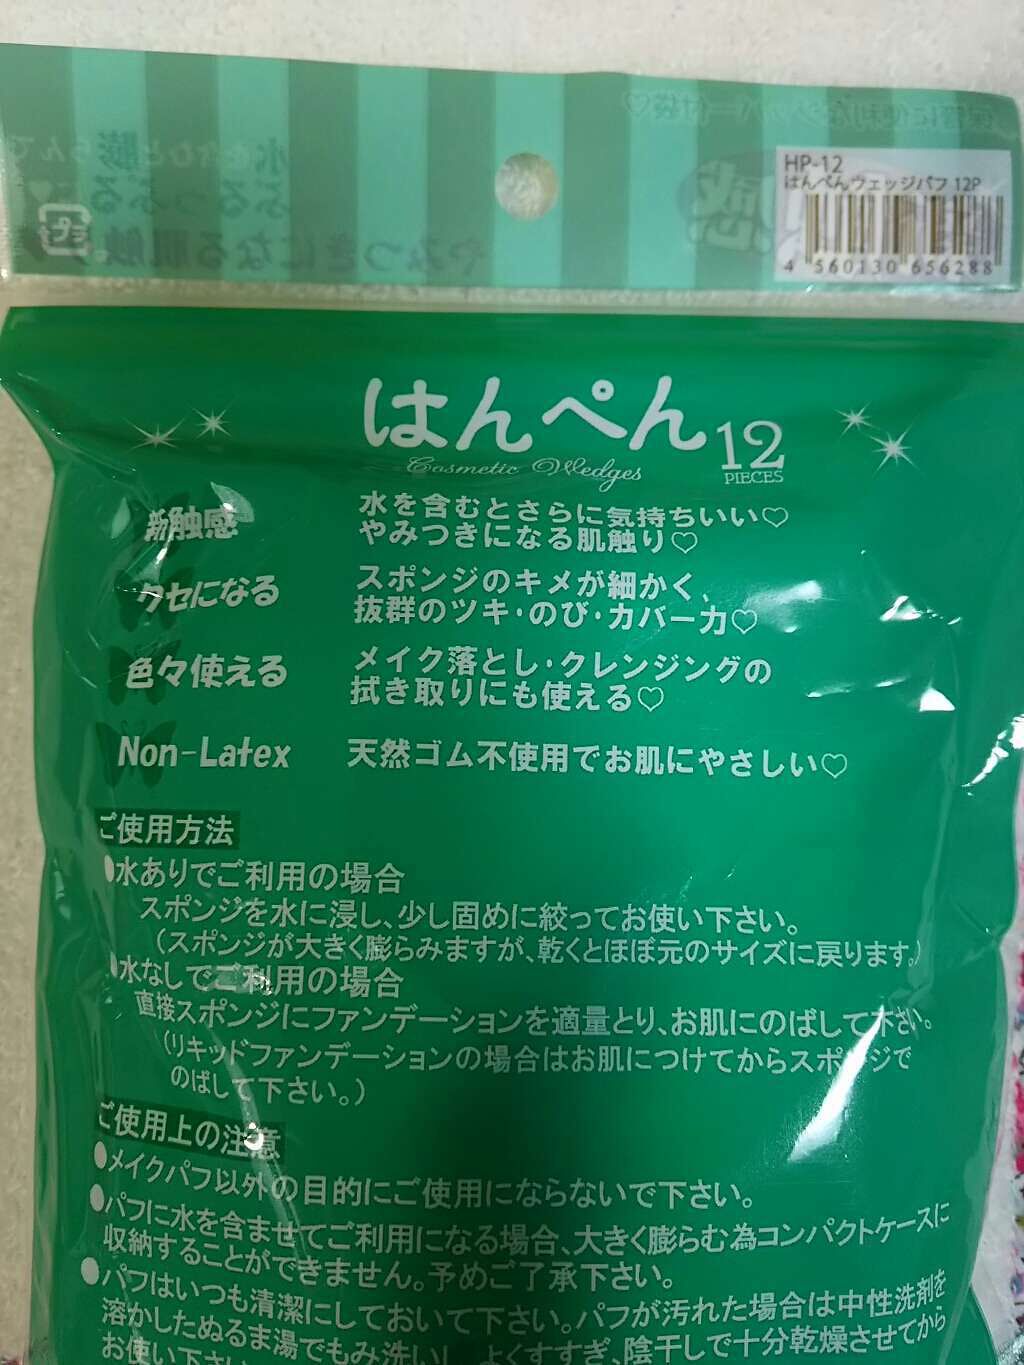 HP-12
はんぺんウェッジパフ 12P
4 560130 656288
プラ
はんぺん
12
PIECES
Cosmetic Wedges
新触感
水を含むとさらに気持ちいい♡
やみつきになる肌触り♡
クセになる
スポンジのキメが細かく、
抜群のツキ・のび・カバー力♡
色々使える
メイク落とし・クレンジングの
拭き取りにも使える♡
Non-Latex
天然ゴム不使用でお肌にやさしい♡
ご使用方法
●水ありでご利用の場合
スポンジを水に浸し、少し固めに絞ってお使い下さい。
（スポンジが大きく膨らみますが、乾くとほぼ元のサイズに戻ります。）
●水なしでご利用の場合
直接スポンジにファンデーションを適量とり、お肌にのばして下さい。
（リキッドファンデーションの場合はお肌につけてからスポンジで
のばして下さい。）
ご使用上の注意
●メイクパフ以外の目的にご使用にならないで下さい。
●パフに水を含ませてご利用になる場合、大きく膨らむ為コンパクトケースに
収納することができません。予めご了承下さい。
●パフはいつも清潔にしておいて下さい。パフが汚れた場合は中性洗剤を
溶かしたぬるま湯でもみ洗いし、よくすすぎ、陰干しで十分乾燥させてから
お使い下さい